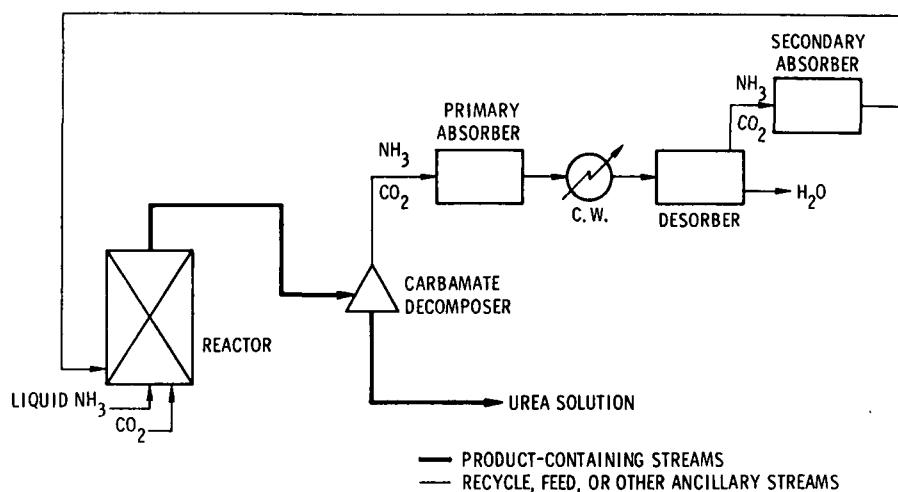 SECONDARY
ABSORBER
NH3
CO2
PRIMARY
ABSORBER
NH3
CO2
C. W.
DESORBER
H2O
CARBAMATE
DECOMPOSER
REACTOR
LIQUID NH3
CO2
UREA SOLUTION
PRODUCT-CONTAINING STREAMS
RECYCLE, FEED, OR OTHER ANCILLARY STREAMS